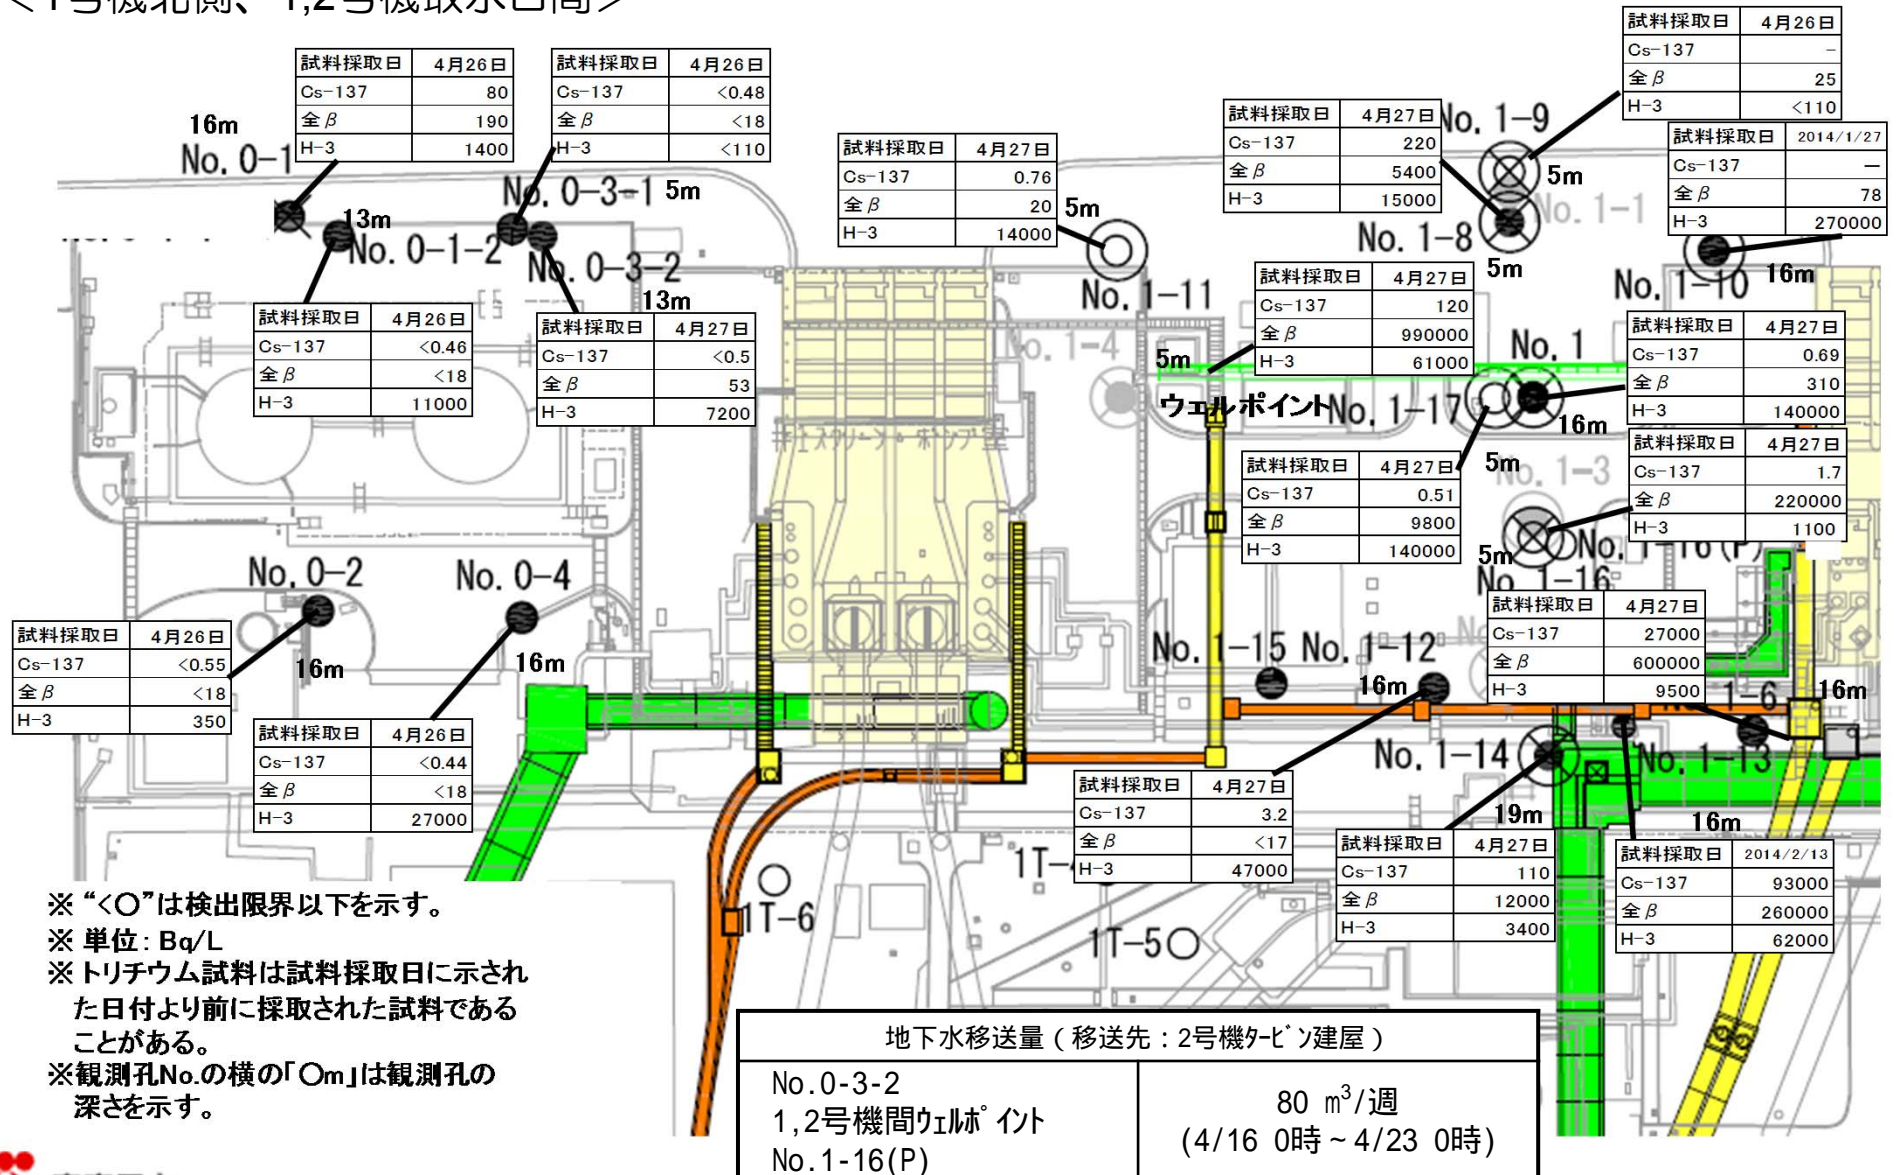 <1号機北側、1,2号機取水口間>
試料採取日 4月26日
Cs-137 -
全β 25
H-3 <110
試料採取日 4月26日
Cs-137 80
全β 190
H-3 1400
試料採取日 4月26日
Cs-137 <0.48
全β <18
H-3 <110
16m
No. 0-1
試料採取日 4月27日
Cs-137 0.76
全β 20
H-3 14000
試料採取日 4月27日
Cs-137 220
全β 5400
H-3 15000
No. 1-9
5m
試料採取日 2014/1/27
Cs-137 —
全β 78
H-3 270000
No. 0-3-1 5m
13m
No. 0-1-2
No. 0-3-2
13m
5m
No. 1-11
No. 1-1
No. 1-8
5m
No. 1-10 16m
試料採取日 4月26日
Cs-137 <0.46
全β <18
H-3 11000
試料採取日 4月27日
Cs-137 <0.5
全β 53
H-3 7200
No. 1-4
試料採取日 4月27日
Cs-137 120
全β 990000
H-3 61000
5m
ウェルポイント
No. 1
No. 1-17
16m
5m
試料採取日 4月27日
Cs-137 0.69
全β 310
H-3 140000
試料採取日 4月27日
Cs-137 0.51
全β 9800
H-3 140000
No. 1-3
試料採取日 4月27日
Cs-137 1.7
全β 220000
H-3 1100
5m
No. 1-16(P)
No. 1-16
No. 0-2
No. 0-4
16m
16m
試料採取日 4月26日
Cs-137 <0.55
全β <18
H-3 350
試料採取日 4月26日
Cs-137 <0.44
全β <18
H-3 27000
試料採取日 4月27日
Cs-137 27000
全β 600000
H-3 9500
No. 1-15 No. 1-12
16m
1-6 16m
No. 1-14
No. 1-13
19m
16m
試料採取日 4月27日
Cs-137 3.2
全β <17
H-3 47000
試料採取日 4月27日
Cs-137 110
全β 12000
H-3 3400
試料採取日 2014/2/13
Cs-137 93000
全β 260000
H-3 62000
1T-6
1T-5
※ “<○”は検出限界以下を示す。
※ 単位: Bq/L
※ トリチウム試料は試料採取日に示され
た日付より前に採取された試料である
ことがある。
※観測孔No.の横の「○m」は観測孔の
深さを示す。
地下水移送量(移送先:2号機タービン建屋)
No.0-3-2
1,2号機間ウェルポイント
No.1-16(P)
80 m³/週
(4/16 0時~4/23 0時)